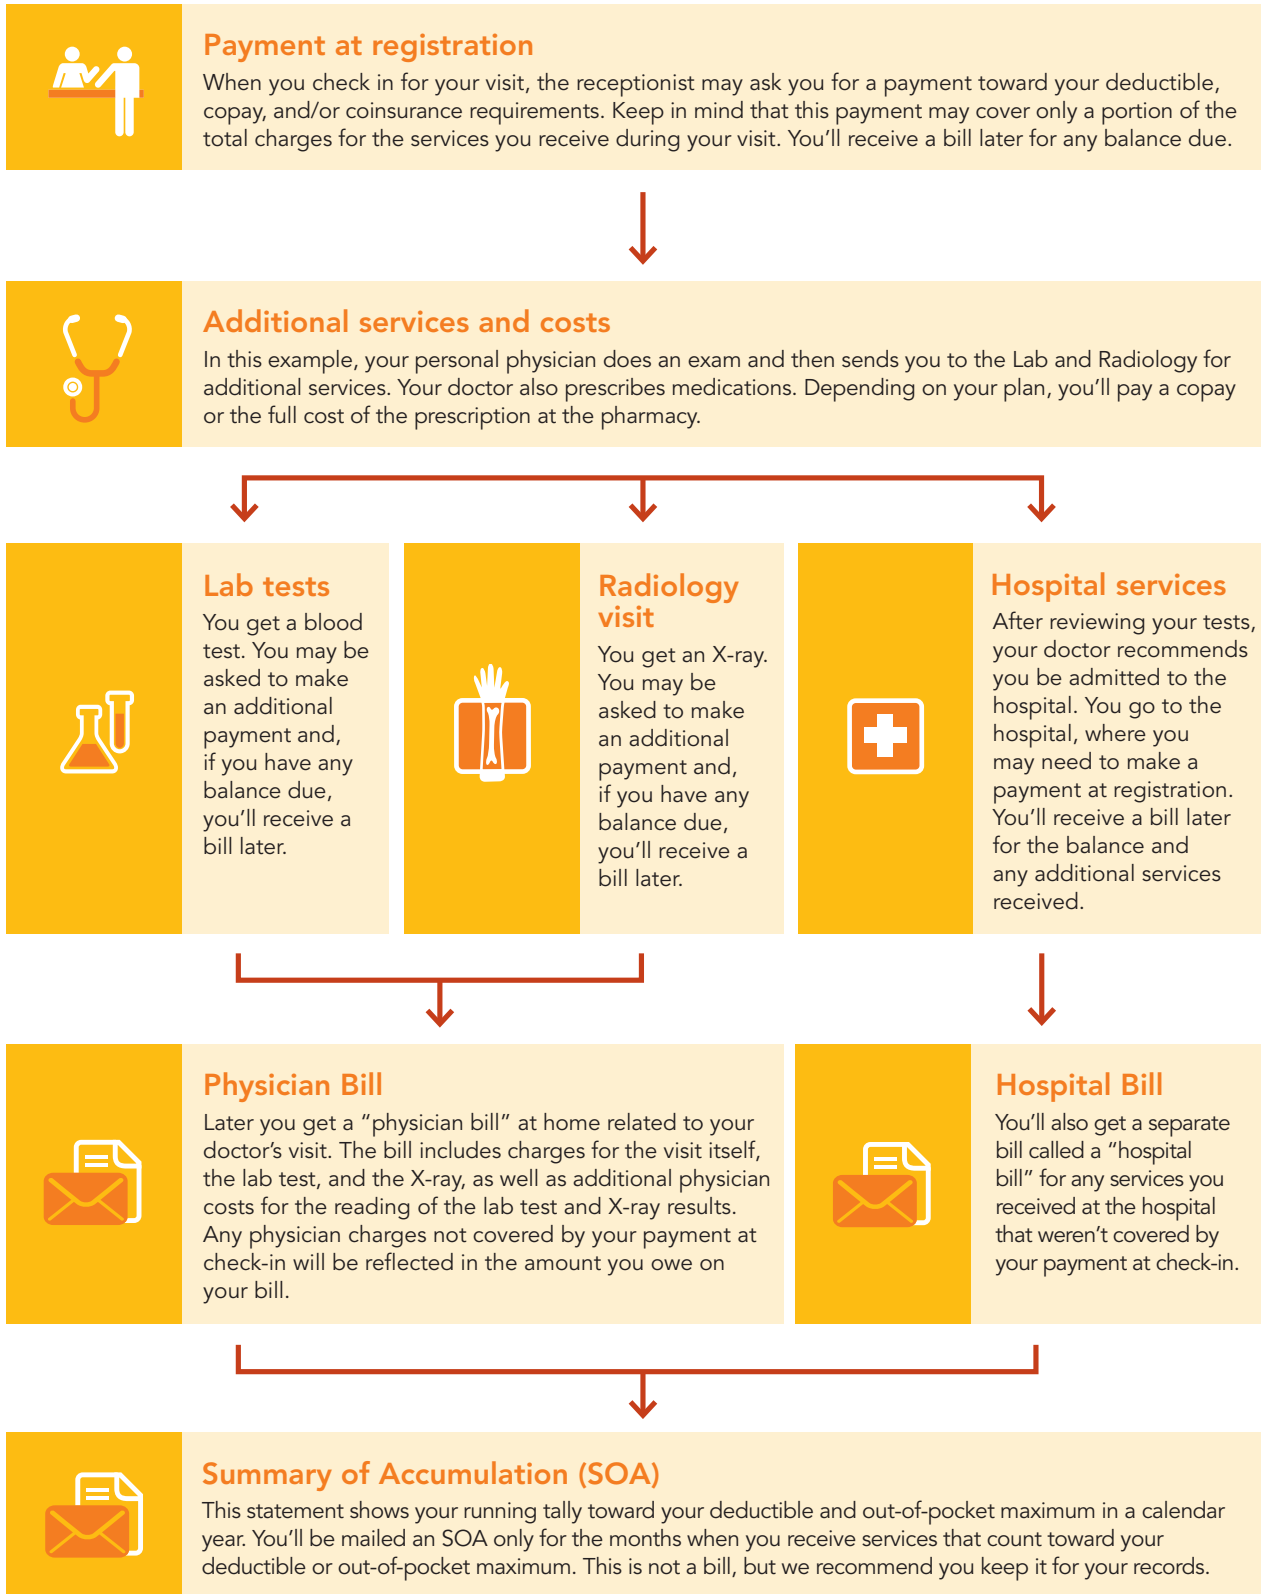 Payment at registration
When you check in for your visit, the receptionist may ask you for a payment toward your deductible,
copay, and/or coinsurance requirements. Keep in mind that this payment may cover only a portion of the
total charges for the services you receive during your visit. You’ll receive a bill later for any balance due.
Additional services and costs
In this example, your personal physician does an exam and then sends you to the Lab and Radiology for
additional services. Your doctor also prescribes medications. Depending on your plan, you’ll pay a copay
or the full cost of the prescription at the pharmacy.
Lab tests
You get a blood
test. You may be
asked to make
an additional
payment and,
if you have any
balance due,
you’ll receive a
bill later.
Radiology
visit
You get an X-ray.
You may be
asked to make
an additional
payment and,
if you have any
balance due,
you’ll receive a
bill later.
Hospital services
After reviewing your tests,
your doctor recommends
you be admitted to the
hospital. You go to the
hospital, where you
may need to make a
payment at registration.
You’ll receive a bill later
for the balance and
any additional services
received.
Physician Bill
Later you get a “physician bill” at home related to your
doctor’s visit. The bill includes charges for the visit itself,
the lab test, and the X-ray, as well as additional physician
costs for the reading of the lab test and X-ray results.
Any physician charges not covered by your payment at
check-in will be reflected in the amount you owe on
your bill.
Hospital Bill
You’ll also get a separate
bill called a “hospital
bill” for any services you
received at the hospital
that weren’t covered by
your payment at check-in.
Summary of Accumulation (SOA)
This statement shows your running tally toward your deductible and out-of-pocket maximum in a calendar
year. You’ll be mailed an SOA only for the months when you receive services that count toward your
deductible or out-of-pocket maximum. This is not a bill, but we recommend you keep it for your records.